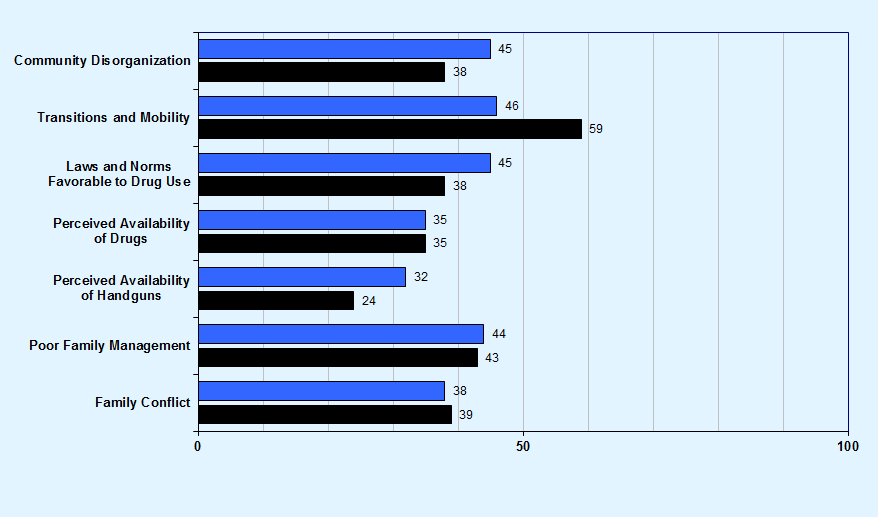 Community Disorganization
45
38
Transitions and Mobility
46
59
Laws and Norms
Favorable to Drug Use
45
38
Perceived Availability
of Drugs
35
35
Perceived Availability
of Handguns
32
24
Poor Family Management
44
43
Family Conflict
38
39
0 50 100